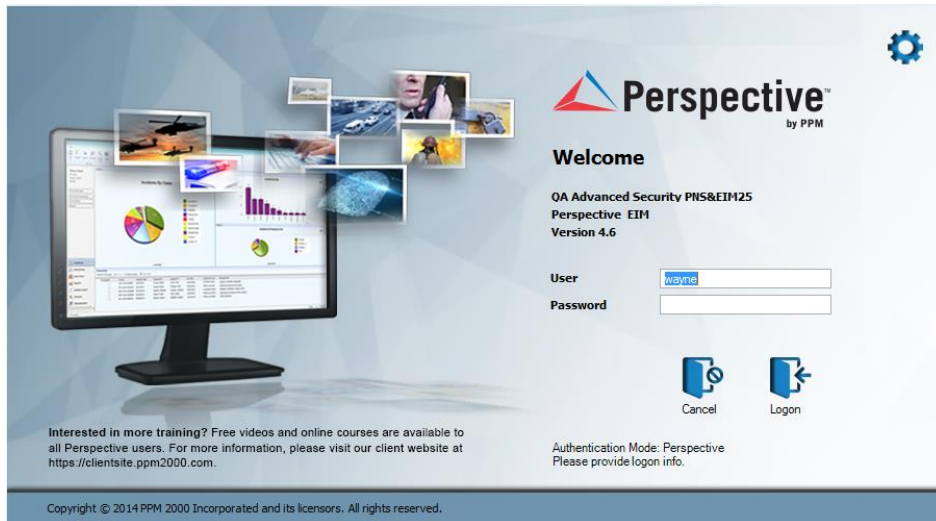 Perspective™
by PPM
Welcome
QA Advanced Security PNS&EIM25
Perspective EIM
Version 4.6
User
wayne
Password
Cancel
Logon
Interested in more training? Free videos and online courses are available to
all Perspective users. For more information, please visit our client website at
https://clientsite.ppm2000.com.
Authentication Mode: Perspective
Please provide logon info.
Copyright © 2014 PPM 2000 Incorporated and its licensors. All rights reserved.